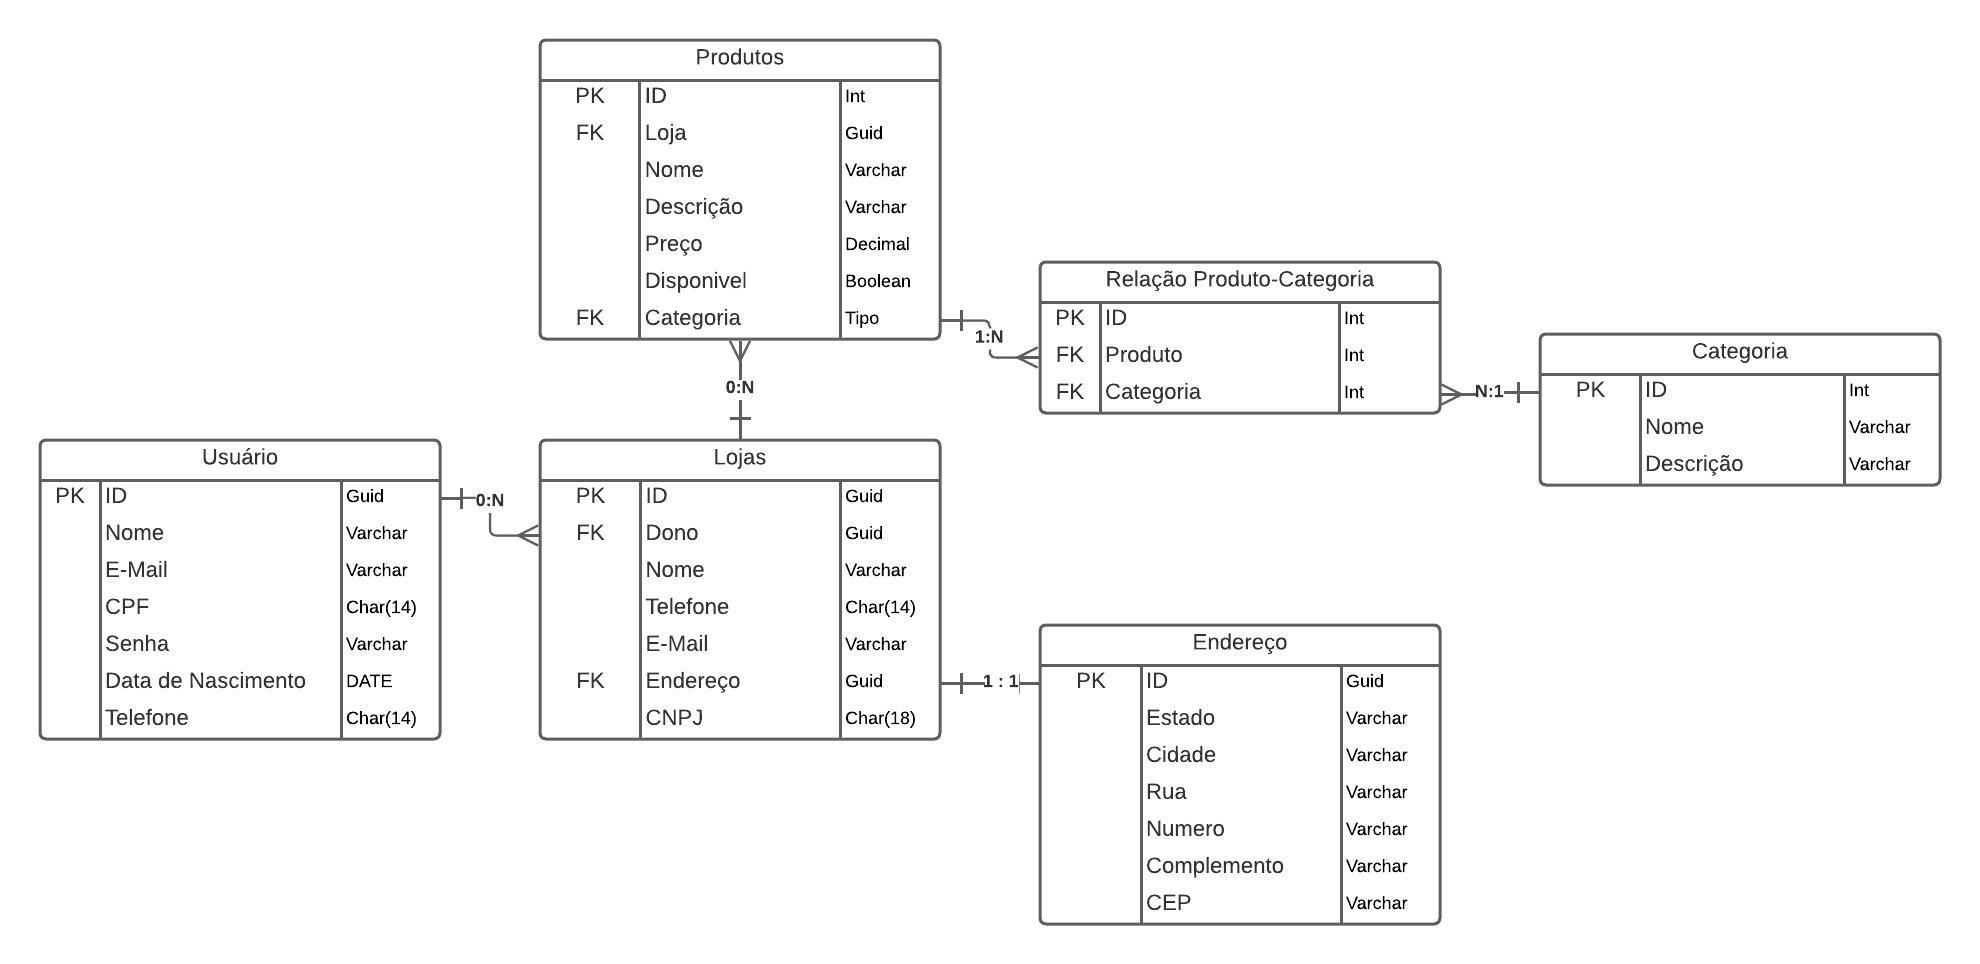 Produtos
PK ID Int
FK Loja Guid
Nome Varchar
Descrição Varchar
Preço Decimal
Disponivel Boolean
FK Categoria Tipo
1:N
Relação Produto-Categoria
PK ID Int
FK Produto Int
FK Categoria Int
N:1
Categoria
PK ID Int
Nome Varchar
Descrição Varchar
0:N
Usuário
PK ID Guid
Nome Varchar
E-Mail Varchar
CPF Char(14)
Senha Varchar
Data de Nascimento DATE
Telefone Char(14)
0:N
Lojas
PK ID Guid
FK Dono Guid
Nome Varchar
Telefone Char(14)
E-Mail Varchar
FK Endereço Guid
CNPJ Char(18)
1 : 1
Endereço
PK ID Guid
Estado Varchar
Cidade Varchar
Rua Varchar
Numero Varchar
Complemento Varchar
CEP Varchar